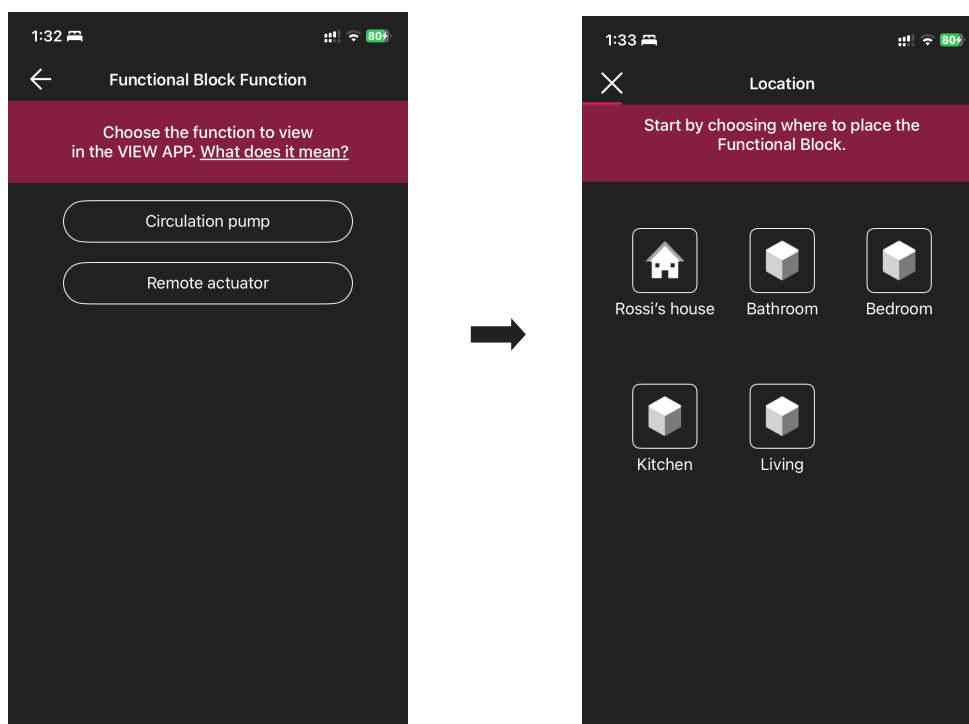 1:32
80
Functional Block Function
Choose the function to view
in the VIEW APP. What does it mean?
Circulation pump
Remote actuator
1:33
80
Location
Start by choosing where to place the
Functional Block.
Rossi's house
Bathroom
Bedroom
Kitchen
Living